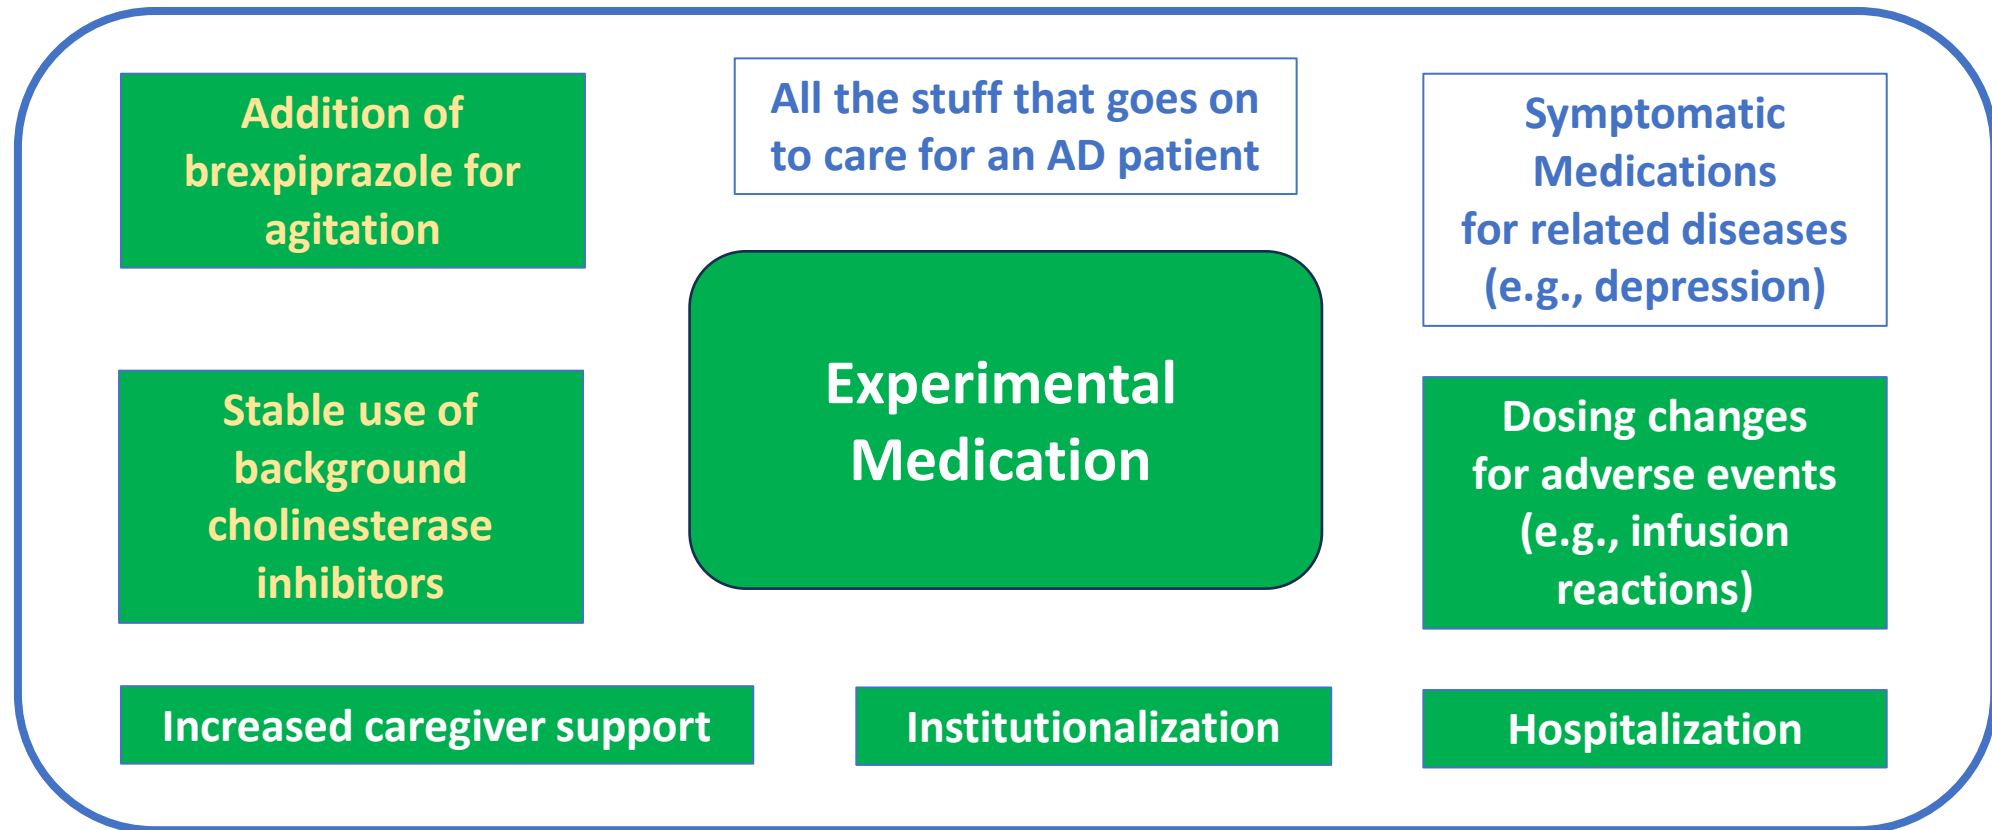 Addition of
brexpiprazole for
agitation
All the stuff that goes on
to care for an AD patient
Symptomatic
Medications
for related diseases
(e.g., depression)
Stable use of
background
cholinesterase
inhibitors
Experimental
Medication
Dosing changes
for adverse events
(e.g., infusion
reactions)
Increased caregiver support
Institutionalization
Hospitalization